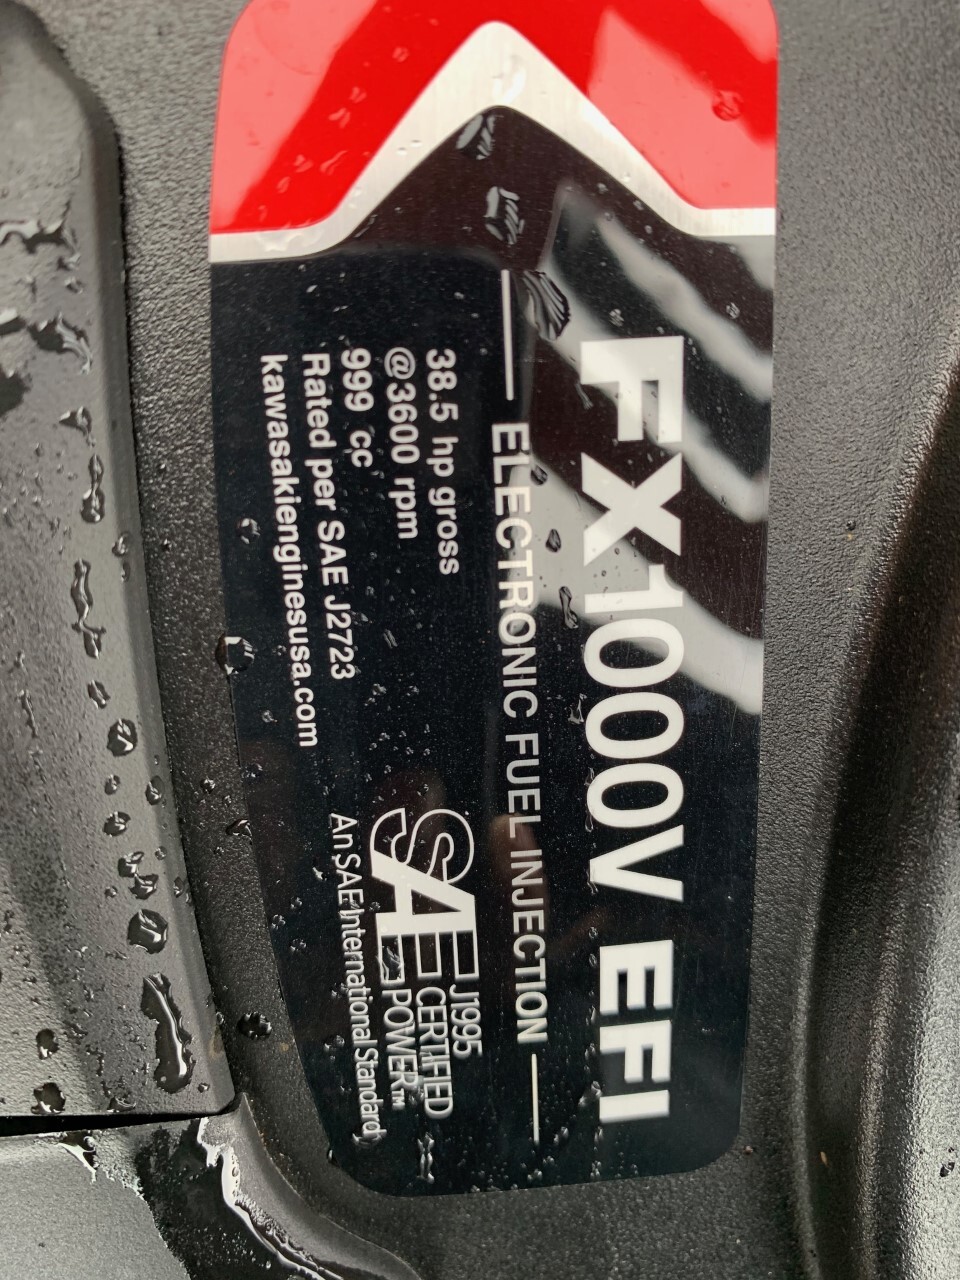 FX1000V EFI
ELECTRONIC FUEL INJECTION
38.5 hp gross
@3600 rpm
999 cc
Rated per SAE J2723
kawasakienginesusa.com
SAE
J1995
CERTIFIED
POWER™
An SAE International Standard